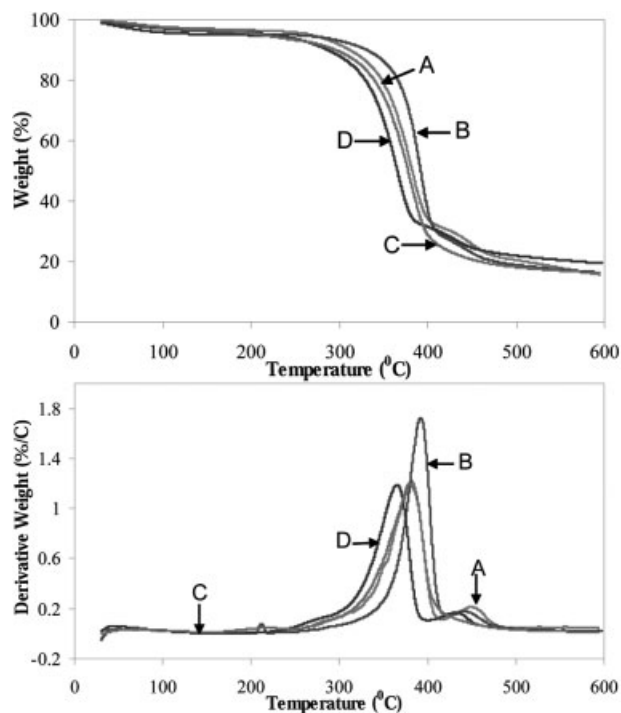 100
80
60
40
20
0
Weight (%)
A
B
D
C
0 100 200 300 400 500 600
Temperature (⁰C)
1.8
1.4
1
0.6
0.2
-0.2
Derivative Weight (%/C)
B
D
A
C
0 100 200 300 400 500 600
Temperature (⁰C)